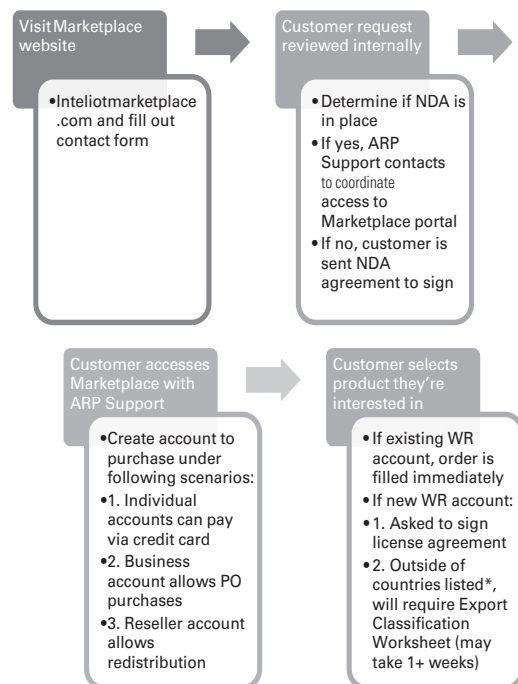 Visit Marketplace
website
•Inteliotmarketplace
.com and fill out
contact form
Customer request
reviewed internally
• Determine if NDA is
in place
• If yes, ARP
Support contacts
to coordinate
access to
Marketplace portal
• If no, customer is
sent NDA
agreement to sign
Customer accesses
Marketplace with
ARP Support
•Create account to
purchase under
following scenarios:
•1. Individual
accounts can pay
via credit card
•2. Business
account allows PO
purchases
•3. Reseller account
allows
redistribution
Customer selects
product they're
interested in
• If existing WR
account, order is
filled immediately
• If new WR account:
• 1. Asked to sign
license agreement
• 2. Outside of
countries listed*,
will require Export
Classification
Worksheet (may
take 1+ weeks)